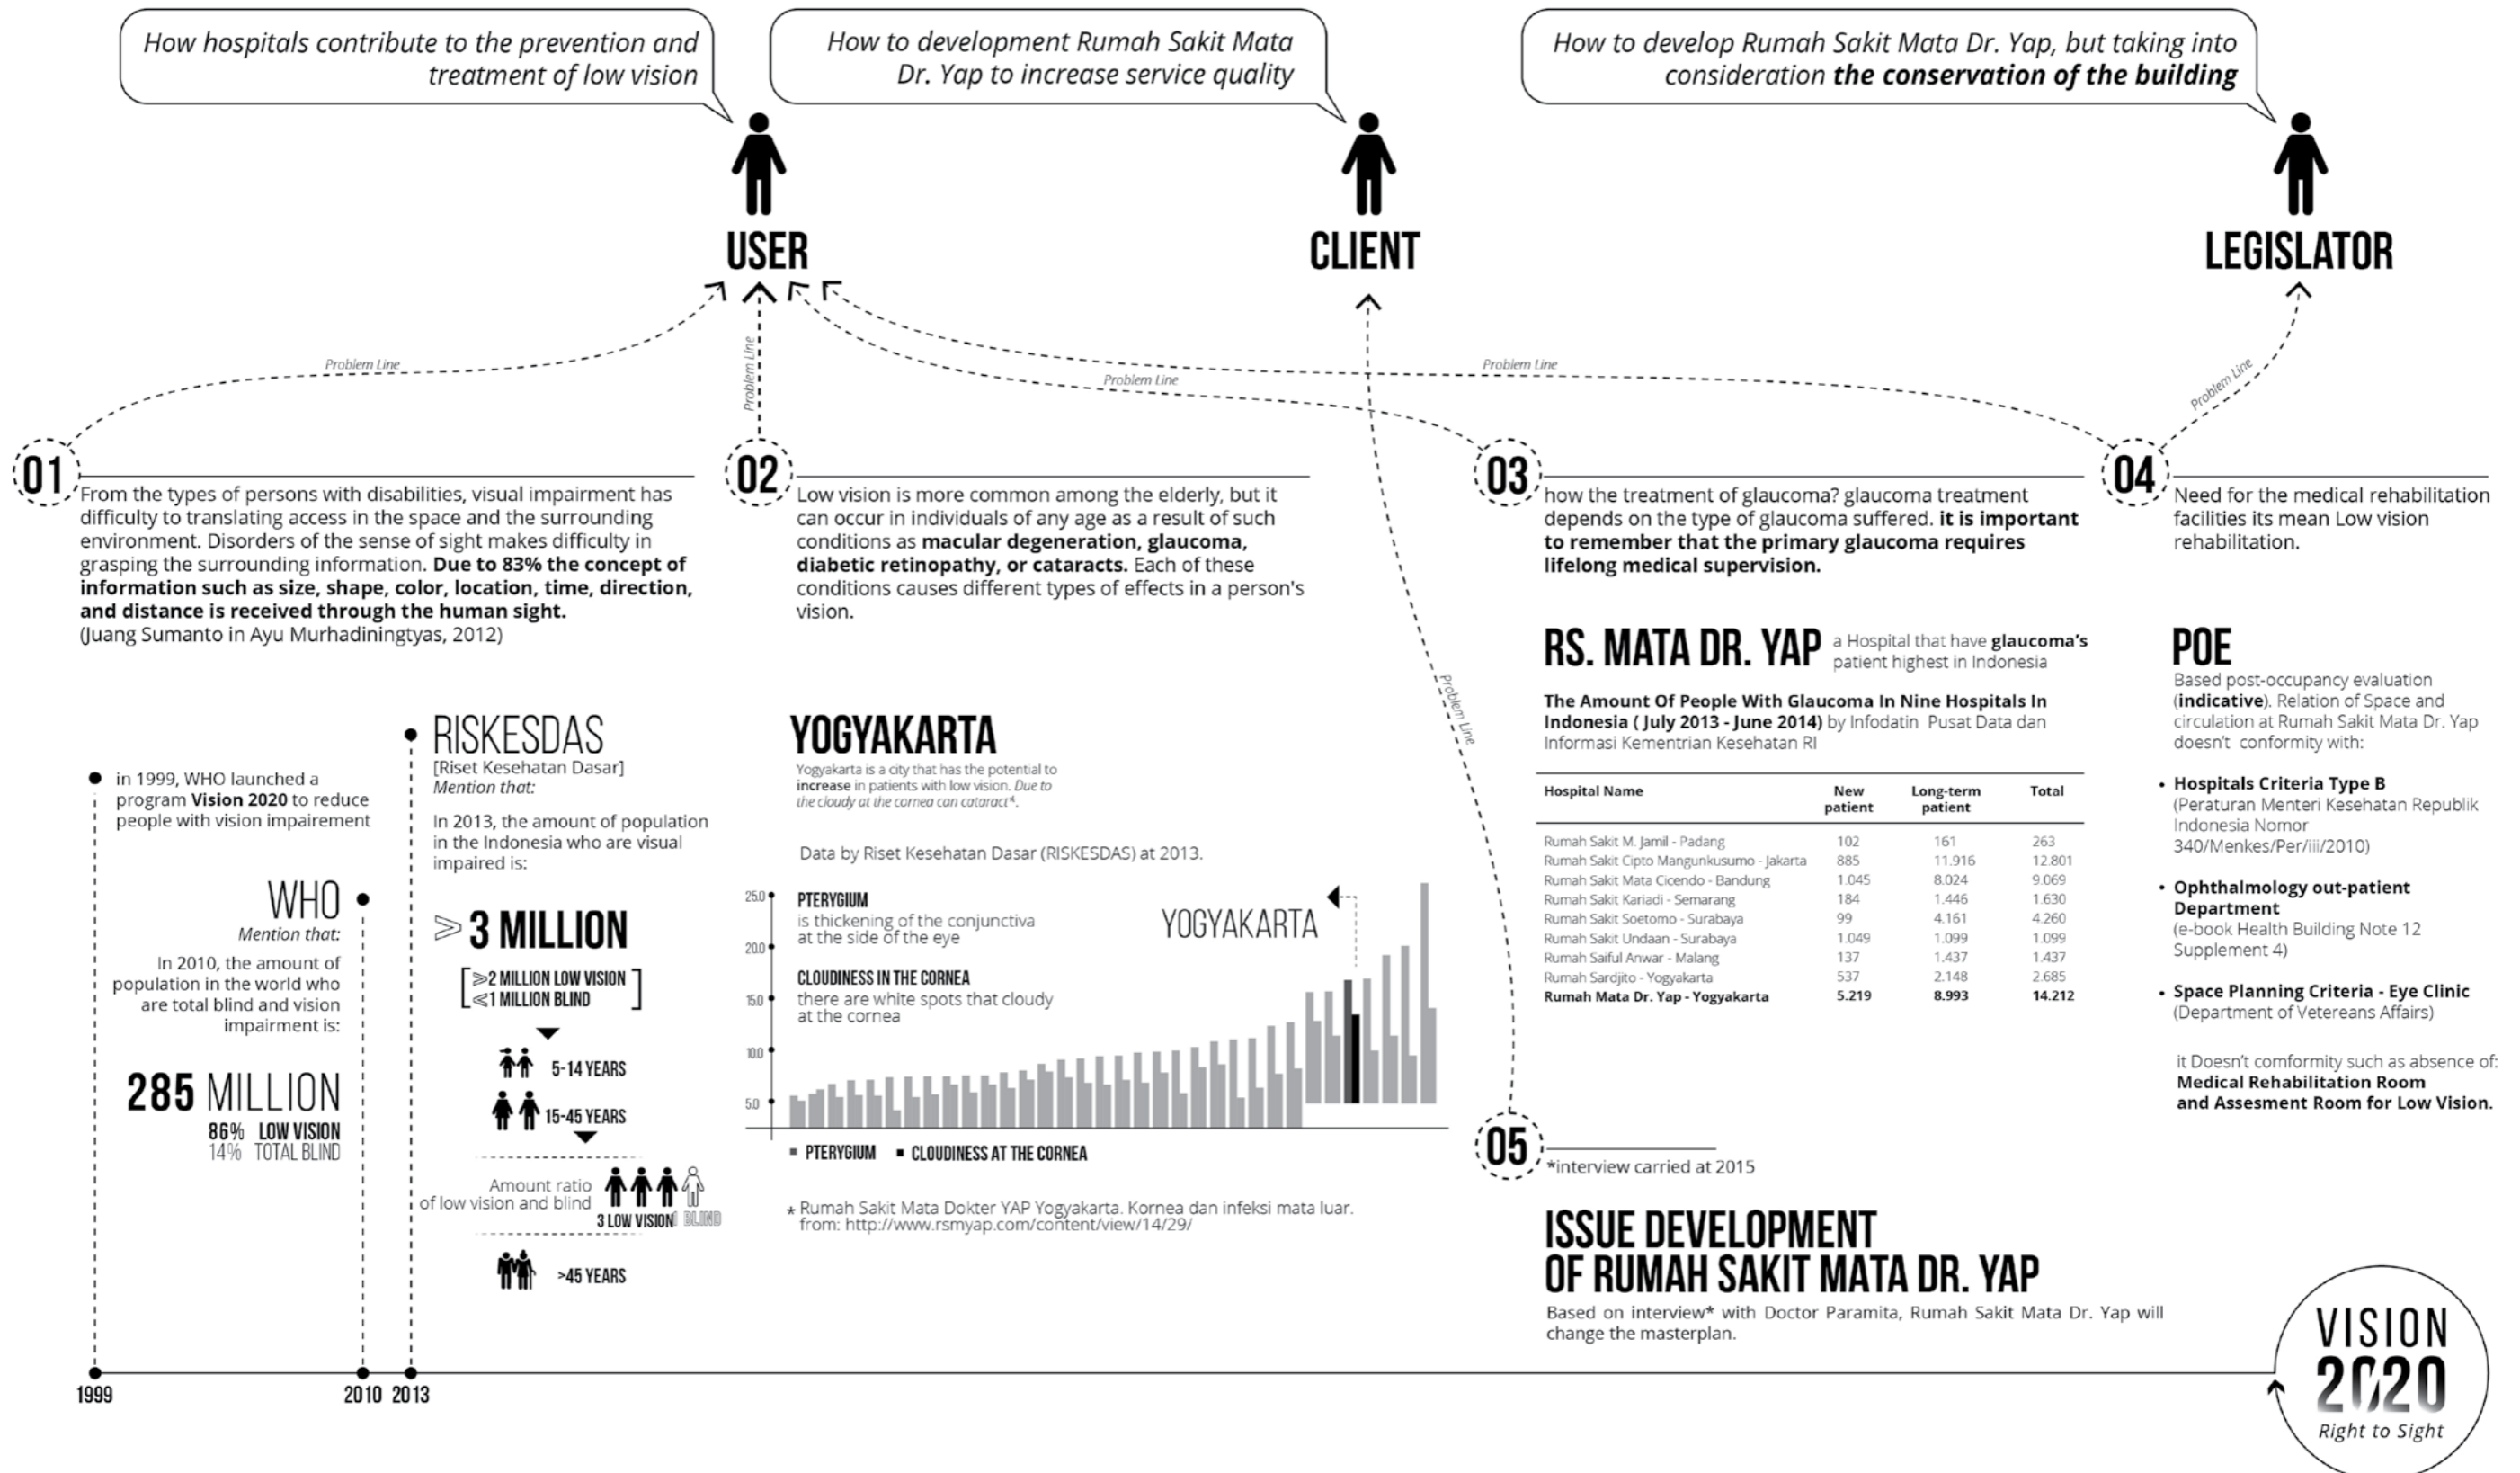 How hospitals contribute to the prevention and
treatment of low vision
How to development Rumah Sakit Mata
Dr. Yap to increase service quality
How to develop Rumah Sakit Mata Dr. Yap, but taking into
consideration the conservation of the building
USER
CLIENT
LEGISLATOR
Problem Line
Problem Line
Problem Line
Problem Line
Problem Line
01
From the types of persons with disabilities, visual impairment has
difficulty to translating access in the space and the surrounding
environment. Disorders of the sense of sight makes difficulty in
grasping the surrounding information. Due to 83% the concept of
information such as size, shape, color, location, time, direction,
and distance is received through the human sight.
(Juang Sumanto in Ayu Murhadiningtyas, 2012)
02
Low vision is more common among the elderly, but it
can occur in individuals of any age as a result of such
conditions as macular degeneration, glaucoma,
diabetic retinopathy, or cataracts. Each of these
conditions causes different types of effects in a person's
vision.
03
how the treatment of glaucoma? glaucoma treatment
depends on the type of glaucoma suffered. it is important
to remember that the primary glaucoma requires
lifelong medical supervision.
04
Need for the medical rehabilitation
facilities its mean Low vision
rehabilitation.
Problem Line
in 1999, WHO launched a
program Vision 2020 to reduce
people with vision impairement
WHO
Mention that:
In 2010, the amount of
population in the world who
are total blind and vision
impairment is:
285 MILLION
86% LOW VISION
14% TOTAL BLIND
RISKESDAS
[Riset Kesehatan Dasar]
Mention that:
In 2013, the amount of population
in the Indonesia who are visual
impaired is:
⩾ 3 MILLION
⩾2 MILLION LOW VISION
⩽1 MILLION BLIND
5-14 YEARS
15-45 YEARS
Amount ratio
of low vision and blind
3 LOW VISION BLIND
>45 YEARS
YOGYAKARTA
Yogyakarta is a city that has the potential to
increase in patients with low vision. Due to
the cloudy at the cornea can cataract*.
Data by Riset Kesehatan Dasar (RISKESDAS) at 2013.
25.0
20.0
15.0
10.0
5.0
PTERYGIUM
is thickening of the conjunctiva
at the side of the eye
CLOUDINESS IN THE CORNEA
there are white spots that cloudy
at the cornea
YOGYAKARTA
PTERYGIUM CLOUDINESS AT THE CORNEA
* Rumah Sakit Mata Dokter YAP Yogyakarta. Kornea dan infeksi mata luar.
from: http://www.rsmyap.com/content/view/14/29/
RS. MATA DR. YAP
a Hospital that have glaucoma's
patient highest in Indonesia
The Amount Of People With Glaucoma In Nine Hospitals In
Indonesia ( July 2013 - June 2014) by Infodatin Pusat Data dan
Informasi Kementrian Kesehatan RI
Hospital Name New patient Long-term patient Total
Rumah Sakit M. Jamil - Padang 102 161 263
Rumah Sakit Cipto Mangunkusumo - Jakarta 885 11.916 12.801
Rumah Sakit Mata Cicendo - Bandung 1.045 8.024 9.069
Rumah Sakit Kariadi - Semarang 184 1.446 1.630
Rumah Sakit Soetomo - Surabaya 99 4.161 4.260
Rumah Sakit Undaan - Surabaya 1.049 1.099 1.099
Rumah Saiful Anwar - Malang 137 1.437 1.437
Rumah Sardjito - Yogyakarta 537 2.148 2.685
Rumah Mata Dr. Yap - Yogyakarta 5.219 8.993 14.212
POE
Based post-occupancy evaluation
(indicative). Relation of Space and
circulation at Rumah Sakit Mata Dr. Yap
doesn't conformity with:
• Hospitals Criteria Type B
(Peraturan Menteri Kesehatan Republik
Indonesia Nomor
340/Menkes/Per/iii/2010)
• Ophthalmology out-patient
Department
(e-book Health Building Note 12
Supplement 4)
• Space Planning Criteria - Eye Clinic
(Department of Vetereans Affairs)
it Doesn't comformity such as absence of:
Medical Rehabilitation Room
and Assesment Room for Low Vision.
05
*interview carried at 2015
ISSUE DEVELOPMENT
OF RUMAH SAKIT MATA DR. YAP
Based on interview* with Doctor Paramita, Rumah Sakit Mata Dr. Yap will
change the masterplan.
1999
2010
2013
VISION
2020
Right to Sight